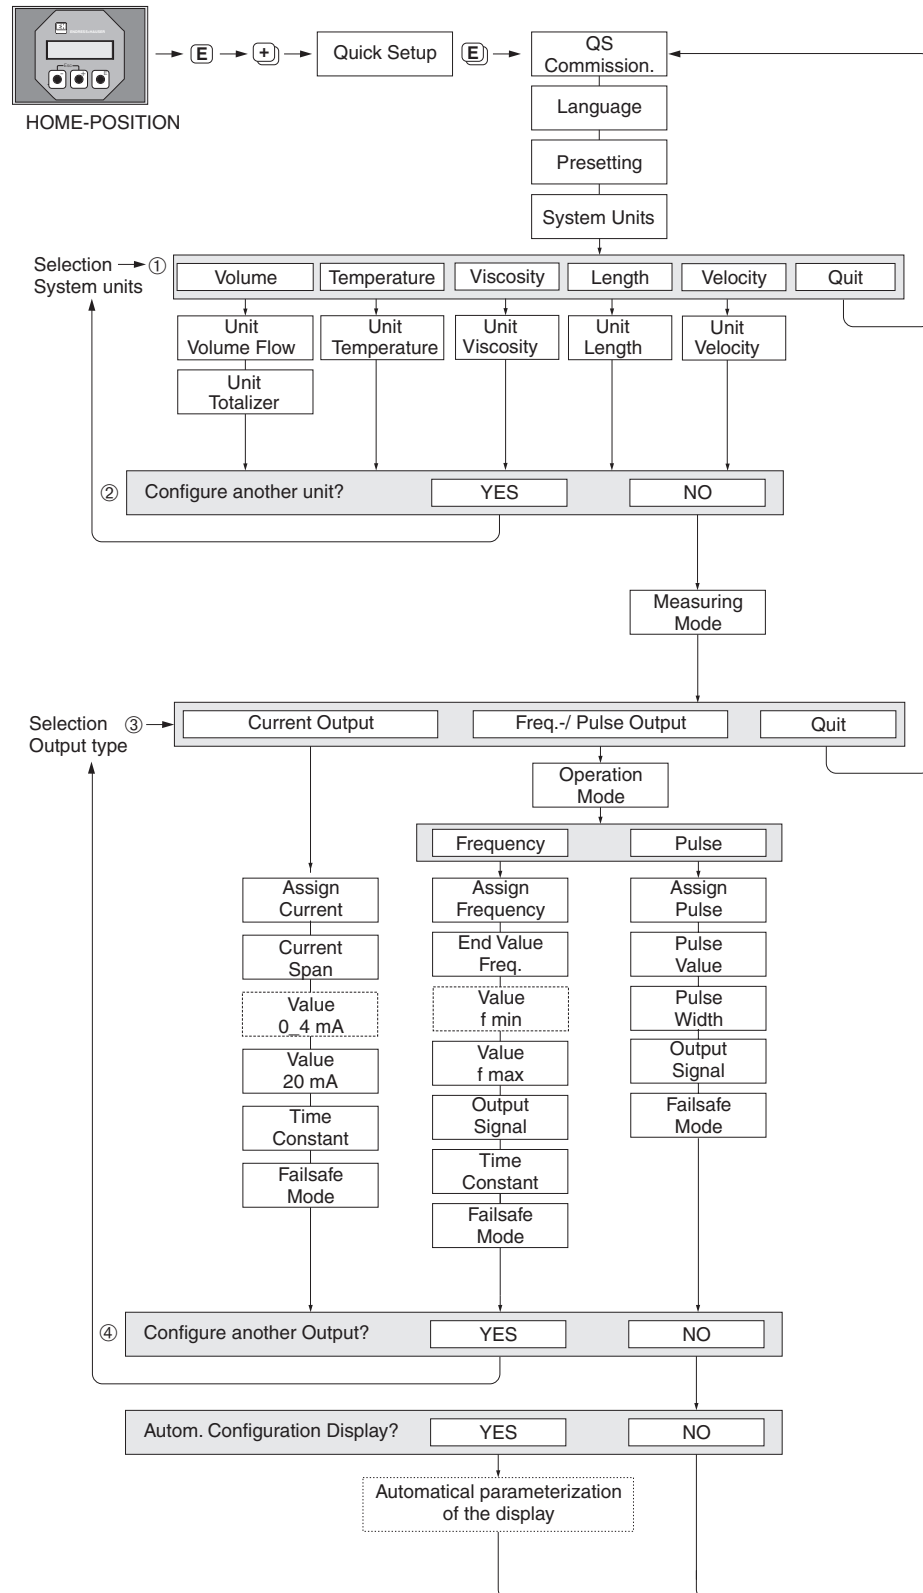 Esc
E
+
Quick Setup
E
QS
Commission.
HOME-POSITION
Language
Presetting
System Units
Selection
System units
①
Volume
Temperature
Viscosity
Length
Velocity
Quit
Unit
Volume Flow
Unit
Temperature
Unit
Viscosity
Unit
Length
Unit
Velocity
Unit
Totalizer
②
Configure another unit?
YES
NO
Measuring
Mode
Selection
Output type
③
Current Output
Freq.-/ Pulse Output
Quit
Operation
Mode
Frequency
Pulse
Assign
Current
Assign
Frequency
Assign
Pulse
Current
Span
End Value
Freq.
Pulse
Value
Value
0_4 mA
Value
f min
Pulse
Width
Value
20 mA
Value
f max
Output
Signal
Time
Constant
Output
Signal
Failsafe
Mode
Failsafe
Mode
Time
Constant
Failsafe
Mode
④
Configure another Output?
YES
NO
Autom. Configuration Display?
YES
NO
Automatical parameterization
of the display